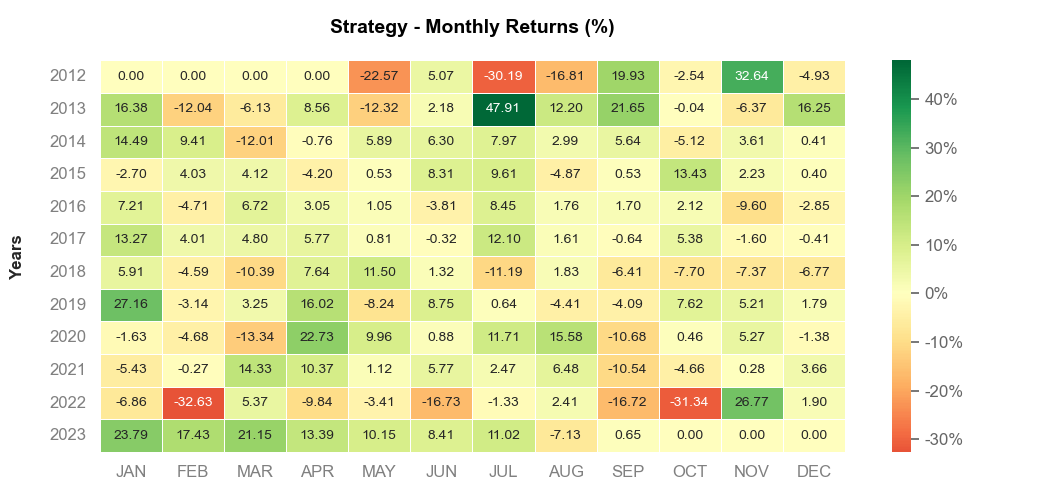 Strategy - Monthly Returns (%)
Years
2012 0.00 0.00 0.00 0.00 -22.57 5.07 -30.19 -16.81 19.93 -2.54 32.64 -4.93
2013 16.38 -12.04 -6.13 8.56 -12.32 2.18 47.91 12.20 21.65 -0.04 -6.37 16.25
2014 14.49 9.41 -12.01 -0.76 5.89 6.30 7.97 2.99 5.64 -5.12 3.61 0.41
2015 -2.70 4.03 4.12 -4.20 0.53 8.31 9.61 -4.87 0.53 13.43 2.23 0.40
2016 7.21 -4.71 6.72 3.05 1.05 -3.81 8.45 1.76 1.70 2.12 -9.60 -2.85
2017 13.27 4.01 4.80 5.77 0.81 -0.32 12.10 1.61 -0.64 5.38 -1.60 -0.41
2018 5.91 -4.59 -10.39 7.64 11.50 1.32 -11.19 1.83 -6.41 -7.70 -7.37 -6.77
2019 27.16 -3.14 3.25 16.02 -8.24 8.75 0.64 -4.41 -4.09 7.62 5.21 1.79
2020 -1.63 -4.68 -13.34 22.73 9.96 0.88 11.71 15.58 -10.68 0.46 5.27 -1.38
2021 -5.43 -0.27 14.33 10.37 1.12 5.77 2.47 6.48 -10.54 -4.66 0.28 3.66
2022 -6.86 -32.63 5.37 -9.84 -3.41 -16.73 -1.33 2.41 -16.72 -31.34 26.77 1.90
2023 23.79 17.43 21.15 13.39 10.15 8.41 11.02 -7.13 0.65 0.00 0.00 0.00
JAN FEB MAR APR MAY JUN JUL AUG SEP OCT NOV DEC
40%
30%
20%
10%
0%
-10%
-20%
-30%